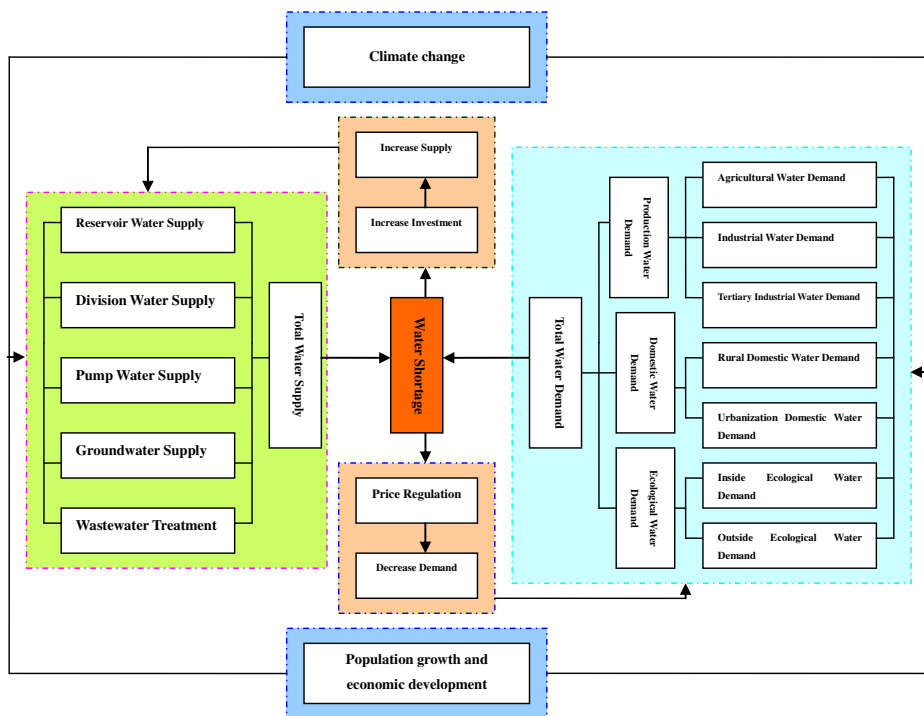 Climate change
Increase Supply
Increase Investment
Reservoir Water Supply
Division Water Supply
Pump Water Supply
Groundwater Supply
Wastewater Treatment
Total Water Supply
Water Shortage
Price Regulation
Decrease Demand
Total Water Demand
Production Water
Demand
Domestic Water
Demand
Ecological Water
Demand
Agricultural Water Demand
Industrial Water Demand
Tertiary Industrial Water Demand
Rural Domestic Water Demand
Urbanization Domestic Water
Demand
Inside Ecological Water
Demand
Outside Ecological Water
Demand
Population growth and
economic development